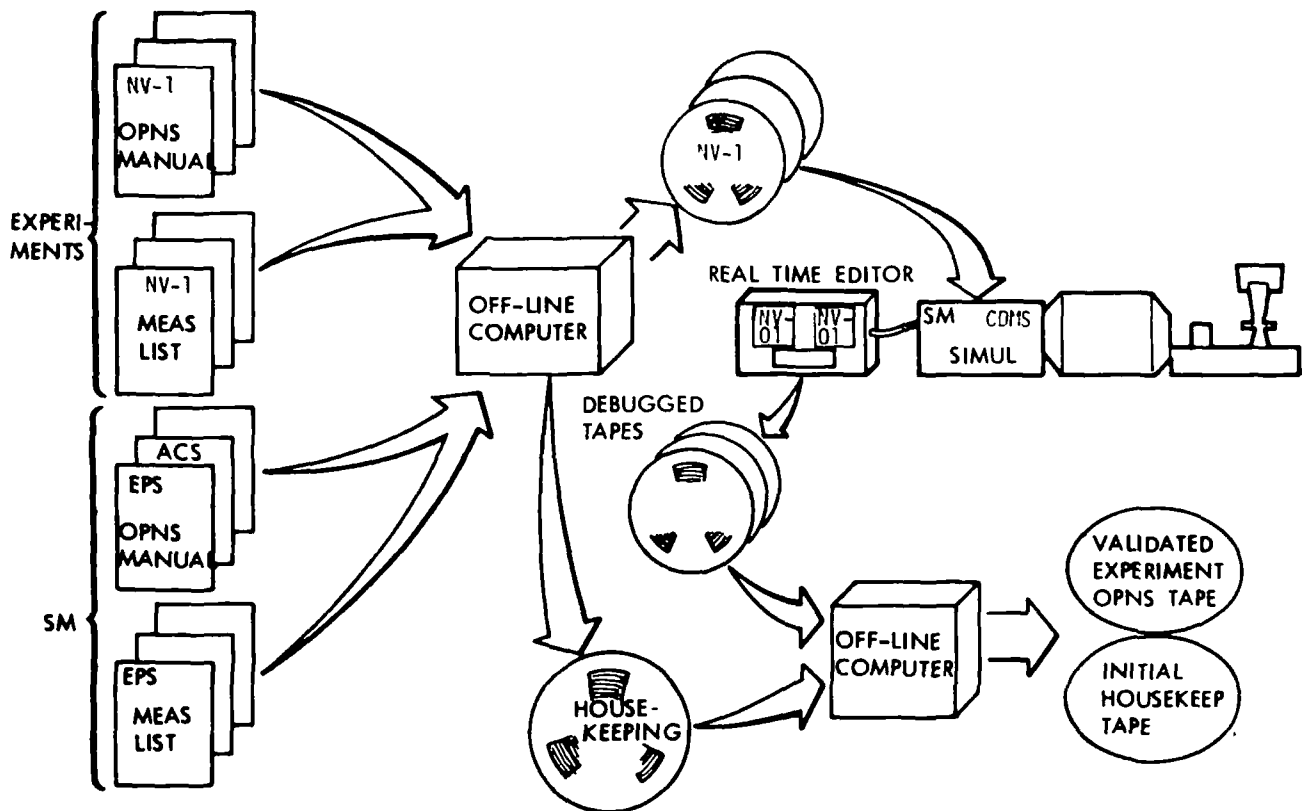 NV-1
OPNS
MANUAL
EXPERI-
MENTS
NV-1
MEAS
LIST
ACS
EPS
OPNS
MANUAL
SM
EPS
MEAS
LIST
OFF-LINE
COMPUTER
NV-1
REAL TIME EDITOR
NV-
01
NV-
01
SM CDMS
SIMUL
DEBUGGED
TAPES
HOUSE-
KEEPING
OFF-LINE
COMPUTER
VALIDATED
EXPERIMENT
OPNS TAPE
INITIAL
HOUSEKEEP
TAPE